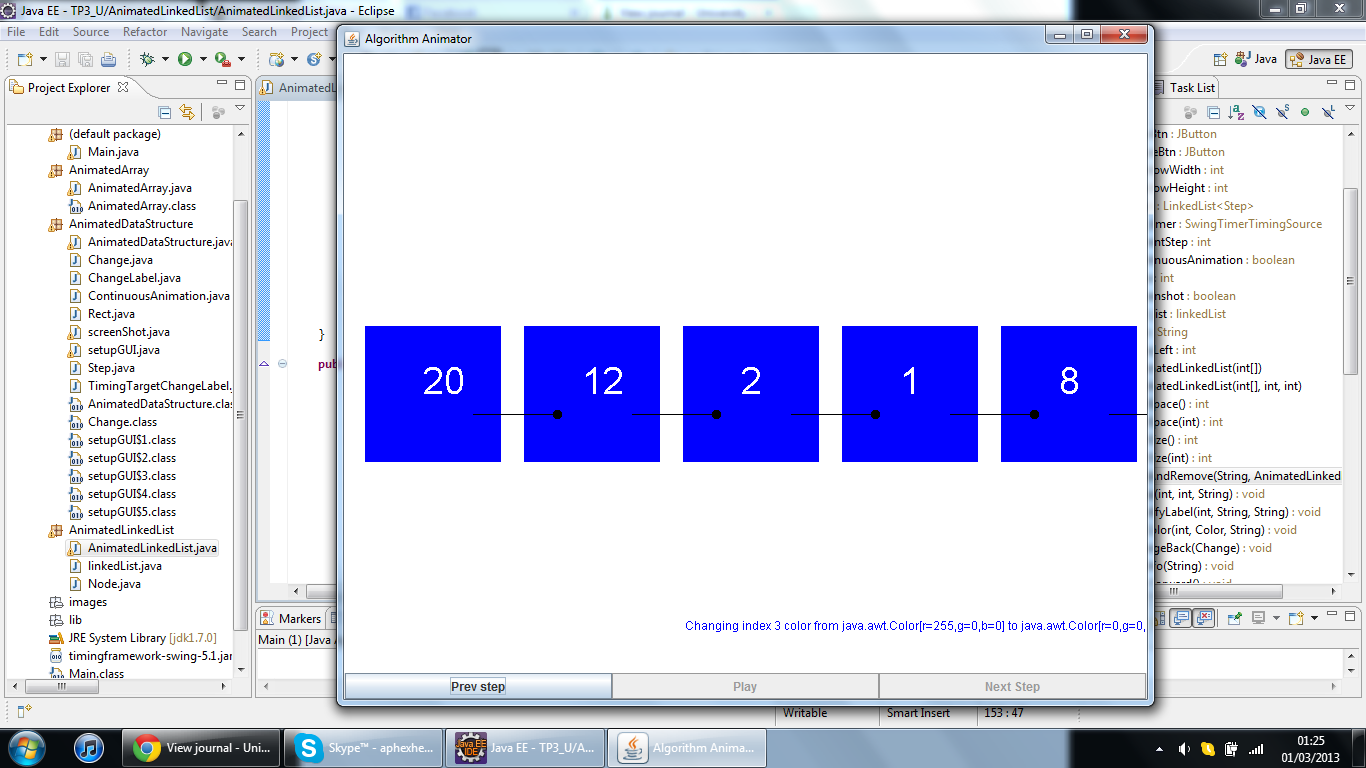 Java EE - TP3_U/AnimatedLinkedList/AnimatedLinkedList.java - Eclipse
File Edit Source Refactor Navigate Search Project
Java
Java EE
Project Explorer
(default package)
Main.java
AnimatedArray
AnimatedArray.java
AnimatedArray.class
AnimatedDataStructure
AnimatedDataStructure.java
Change.java
ChangeLabel.java
ContinuousAnimation.java
Rect.java
screenShot.java
setupGUI.java
Step.java
TimingTargetChangeLabel.
AnimatedDataStructure.cla
Change.class
setupGUI$1.class
setupGUI$2.class
setupGUI$3.class
setupGUI$4.class
setupGUI$5.class
AnimatedLinkedList
AnimatedLinkedList.java
linkedList.java
Node.java
images
lib
JRE System Library [jdk1.7.0]
timingframework-swing-5.1.jar
Main.class
AnimatedL
}
pub
Markers
Main (1) [Java A
Algorithm Animator
20 12 2 1 8
Changing index 3 color from java.awt.Color[r=255,g=0,b=0] to java.awt.Color[r=0,g=0,
Prev step Play Next Step
Task List
Btn : JButton
eBtn : JButton
owWidth : int
owHeight : int
: LinkedList<Step>
mer : SwingTimerTimingSource
ntStep : int
nuousAnimation : boolean
: int
nshot : boolean
ist : linkedList
String
Left : int
atedLinkedList(int[])
atedLinkedList(int[], int, int)
pace() : int
pace(int) : int
ze() : int
ze(int) : int
ndRemove(String, AnimatedLinked
(int, int, String) : void
fyLabel(int, String, String) : void
olor(int, Color, String) : void
geBack(Change) : void
o(String) : void
Writable Smart Insert 153 : 47
View journal - Uni...
Skype™ - aphexhe...
Java EE - TP3_U/A...
Algorithm Anima...
01:25
01/03/2013